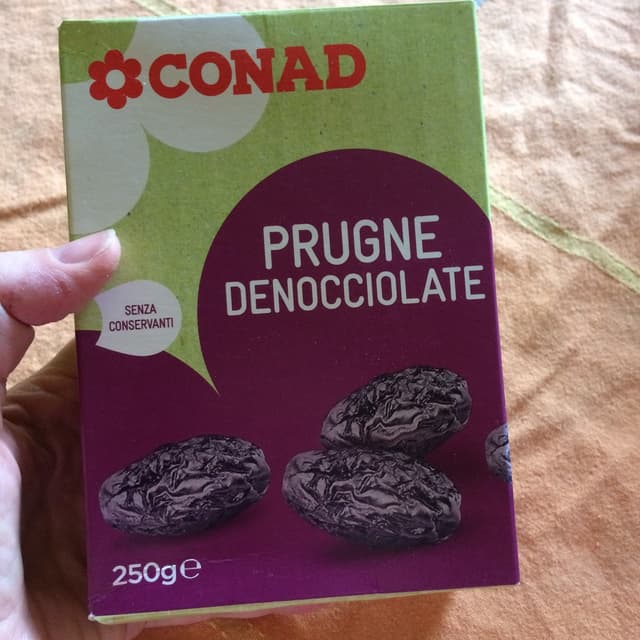 CONAD
PRUGNE
DENOCCIOLATE
SENZA
CONSERVANTI
250g℮